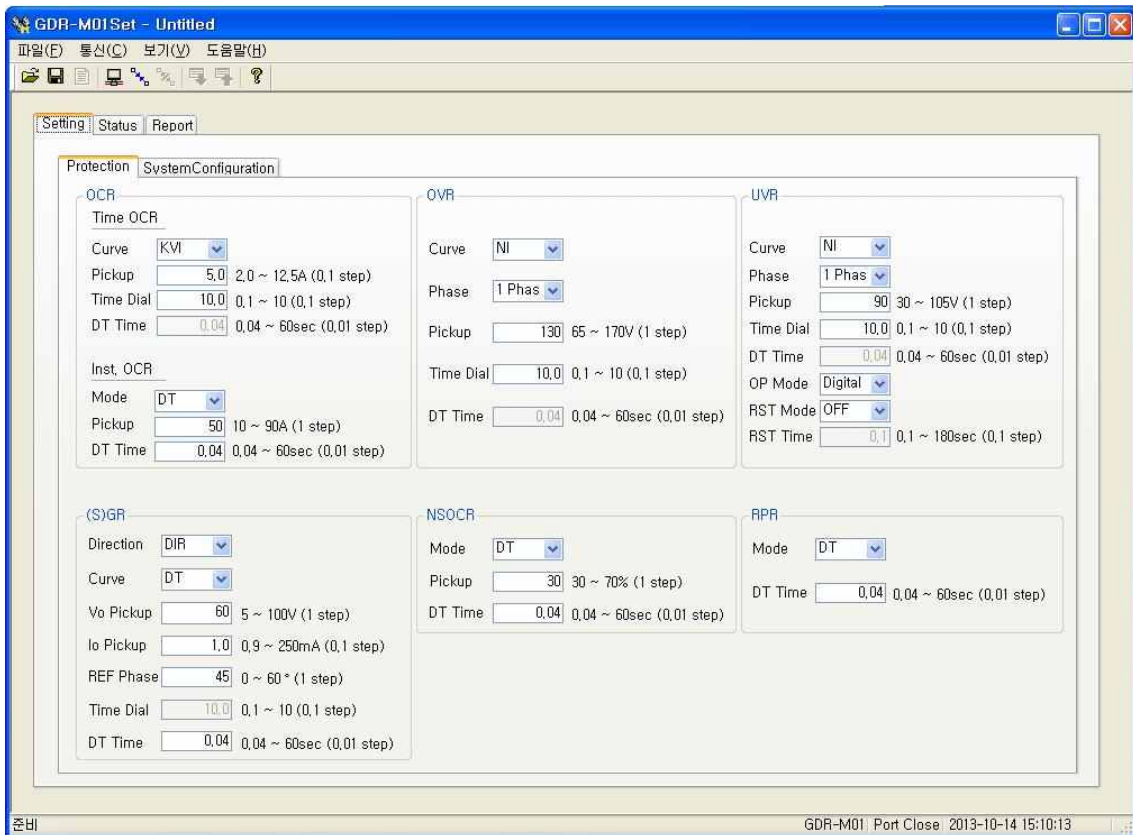 GDR-M01Set - Untitled
파일(F) 통신(C) 보기(V) 도움말(H)
Setting Status Report
Protection SystemConfiguration
OCR
Time OCR
Curve KVI
Pickup 5.0 2.0 ~ 12.5A (0.1 step)
Time Dial 10.0 0.1 ~ 10 (0.1 step)
DT Time 0.04 0.04 ~ 60sec (0.01 step)
Inst. OCR
Mode DT
Pickup 50 10 ~ 90A (1 step)
DT Time 0.04 0.04 ~ 60sec (0.01 step)
OVR
Curve NI
Phase 1 Phas
Pickup 130 65 ~ 170V (1 step)
Time Dial 10.0 0.1 ~ 10 (0.1 step)
DT Time 0.04 0.04 ~ 60sec (0.01 step)
UVR
Curve NI
Phase 1 Phas
Pickup 90 30 ~ 105V (1 step)
Time Dial 10.0 0.1 ~ 10 (0.1 step)
DT Time 0.04 0.04 ~ 60sec (0.01 step)
OP Mode Digital
RST Mode OFF
RST Time 0.1 0.1 ~ 180sec (0.1 step)
(S)GR
Direction DIR
Curve DT
Vo Pickup 60 5 ~ 100V (1 step)
Io Pickup 1.0 0.9 ~ 250mA (0.1 step)
REF Phase 45 0 ~ 60° (1 step)
Time Dial 10.0 0.1 ~ 10 (0.1 step)
DT Time 0.04 0.04 ~ 60sec (0.01 step)
NSOCR
Mode DT
Pickup 30 30 ~ 70% (1 step)
DT Time 0.04 0.04 ~ 60sec (0.01 step)
RPR
Mode DT
DT Time 0.04 0.04 ~ 60sec (0.01 step)
준비 GDR-M01 Port Close 2013-10-14 15:10:13